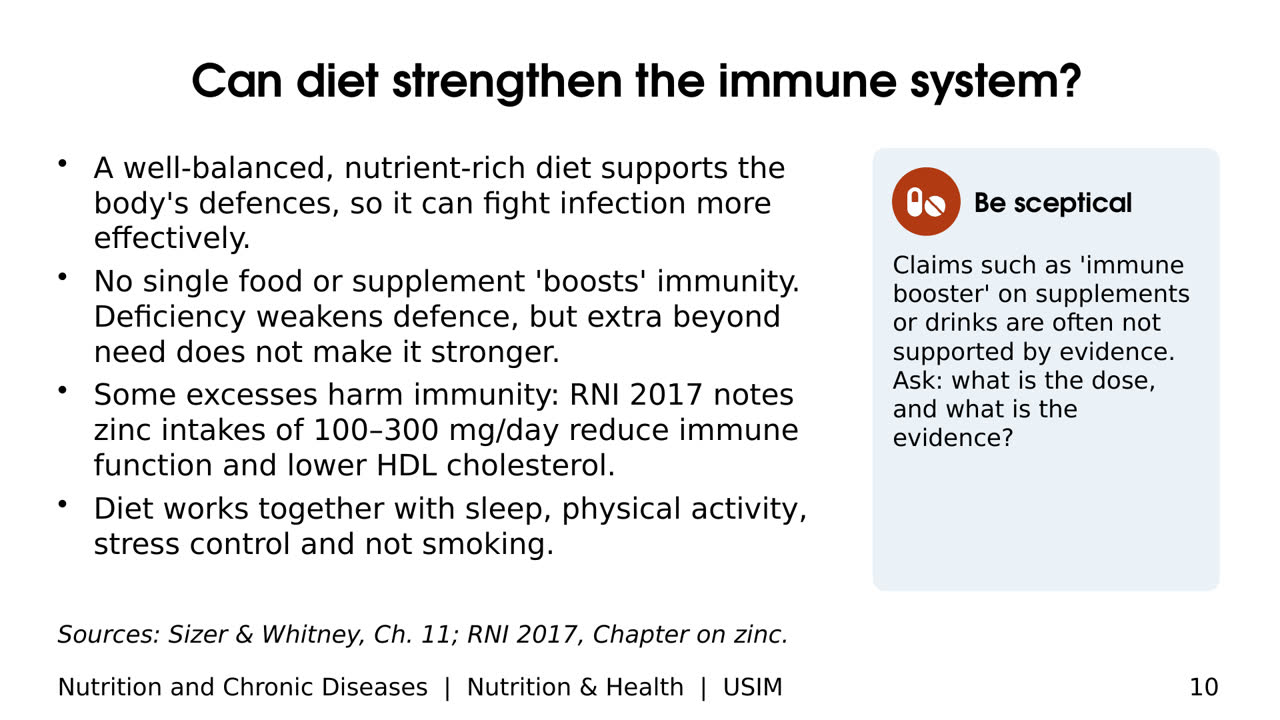 Can diet strengthen the immune system?
• A well-balanced, nutrient-rich diet supports the
body's defences, so it can fight infection more
effectively.
• No single food or supplement 'boosts' immunity.
Deficiency weakens defence, but extra beyond
need does not make it stronger.
• Some excesses harm immunity: RNI 2017 notes
zinc intakes of 100–300 mg/day reduce immune
function and lower HDL cholesterol.
• Diet works together with sleep, physical activity,
stress control and not smoking.
Be sceptical
Claims such as 'immune
booster' on supplements
or drinks are often not
supported by evidence.
Ask: what is the dose,
and what is the
evidence?
Sources: Sizer & Whitney, Ch. 11; RNI 2017, Chapter on zinc.
Nutrition and Chronic Diseases | Nutrition & Health | USIM
10